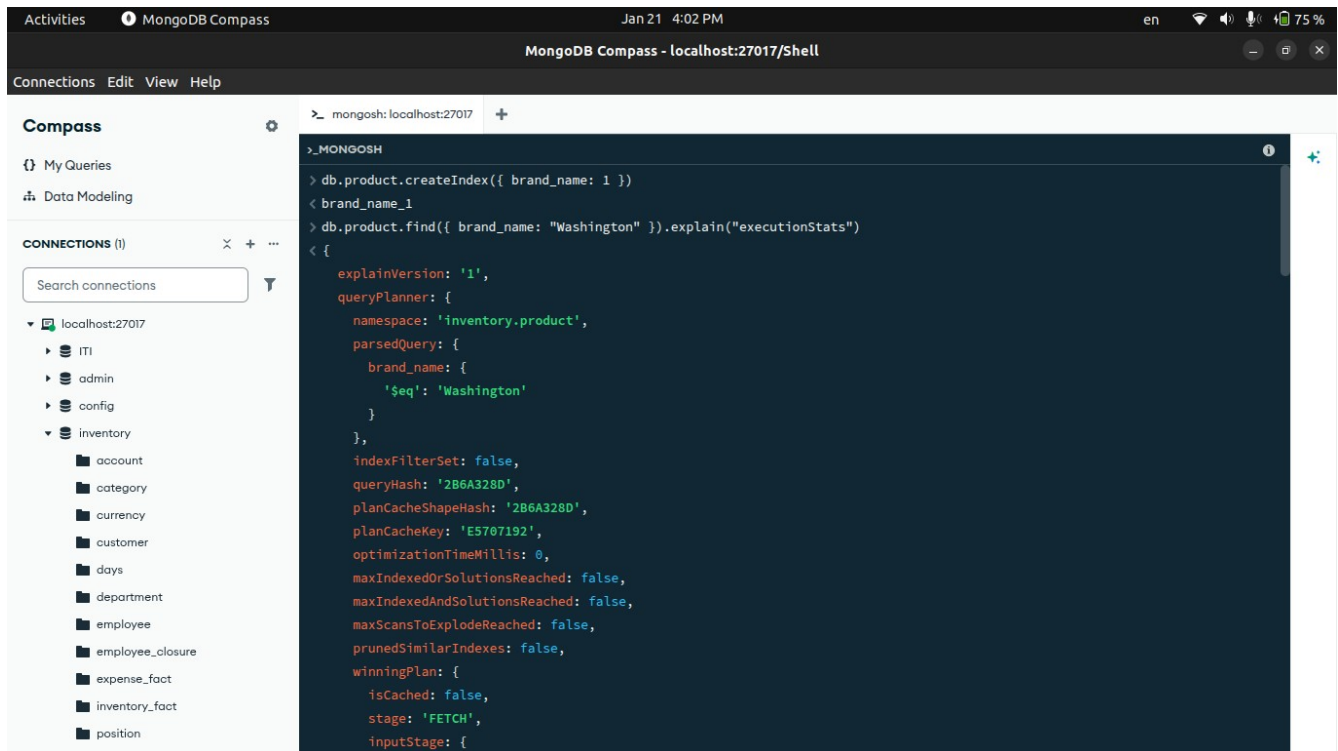 Activities
MongoDB Compass
Jan 21 4:02 PM
en
75 %
MongoDB Compass - localhost:27017/Shell
Connections Edit View Help
Compass
{} My Queries
Data Modeling
CONNECTIONS (1)
Search connections
localhost:27017
ITI
admin
config
inventory
account
category
currency
customer
days
department
employee
employee_closure
expense_fact
inventory_fact
position
>_ mongosh: localhost:27017 +
>_MONGOSH
> db.product.createIndex({ brand_name: 1 })
< brand_name_1
> db.product.find({ brand_name: "Washington" }).explain("executionStats")
< {
explainVersion: '1',
queryPlanner: {
namespace: 'inventory.product',
parsedQuery: {
brand_name: {
'$eq': 'Washington'
}
},
indexFilterSet: false,
queryHash: '2B6A328D',
planCacheShapeHash: '2B6A328D',
planCacheKey: 'E5707192',
optimizationTimeMillis: 0,
maxIndexedOrSolutionsReached: false,
maxIndexedAndSolutionsReached: false,
maxScansToExplodeReached: false,
prunedSimilarIndexes: false,
winningPlan: {
isCached: false,
stage: 'FETCH',
inputStage: {